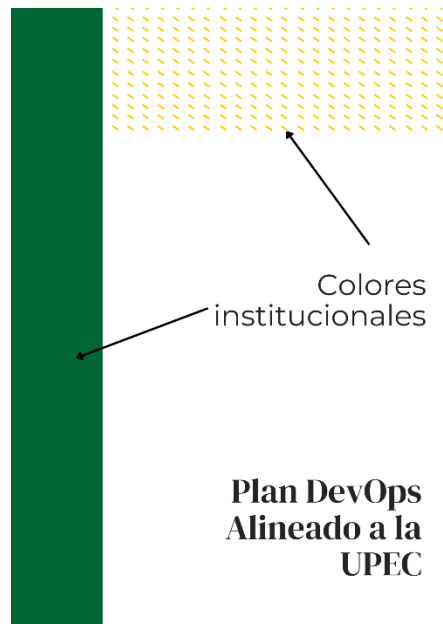 Colores
institucionales
Plan DevOps
Alineado a la
UPEC